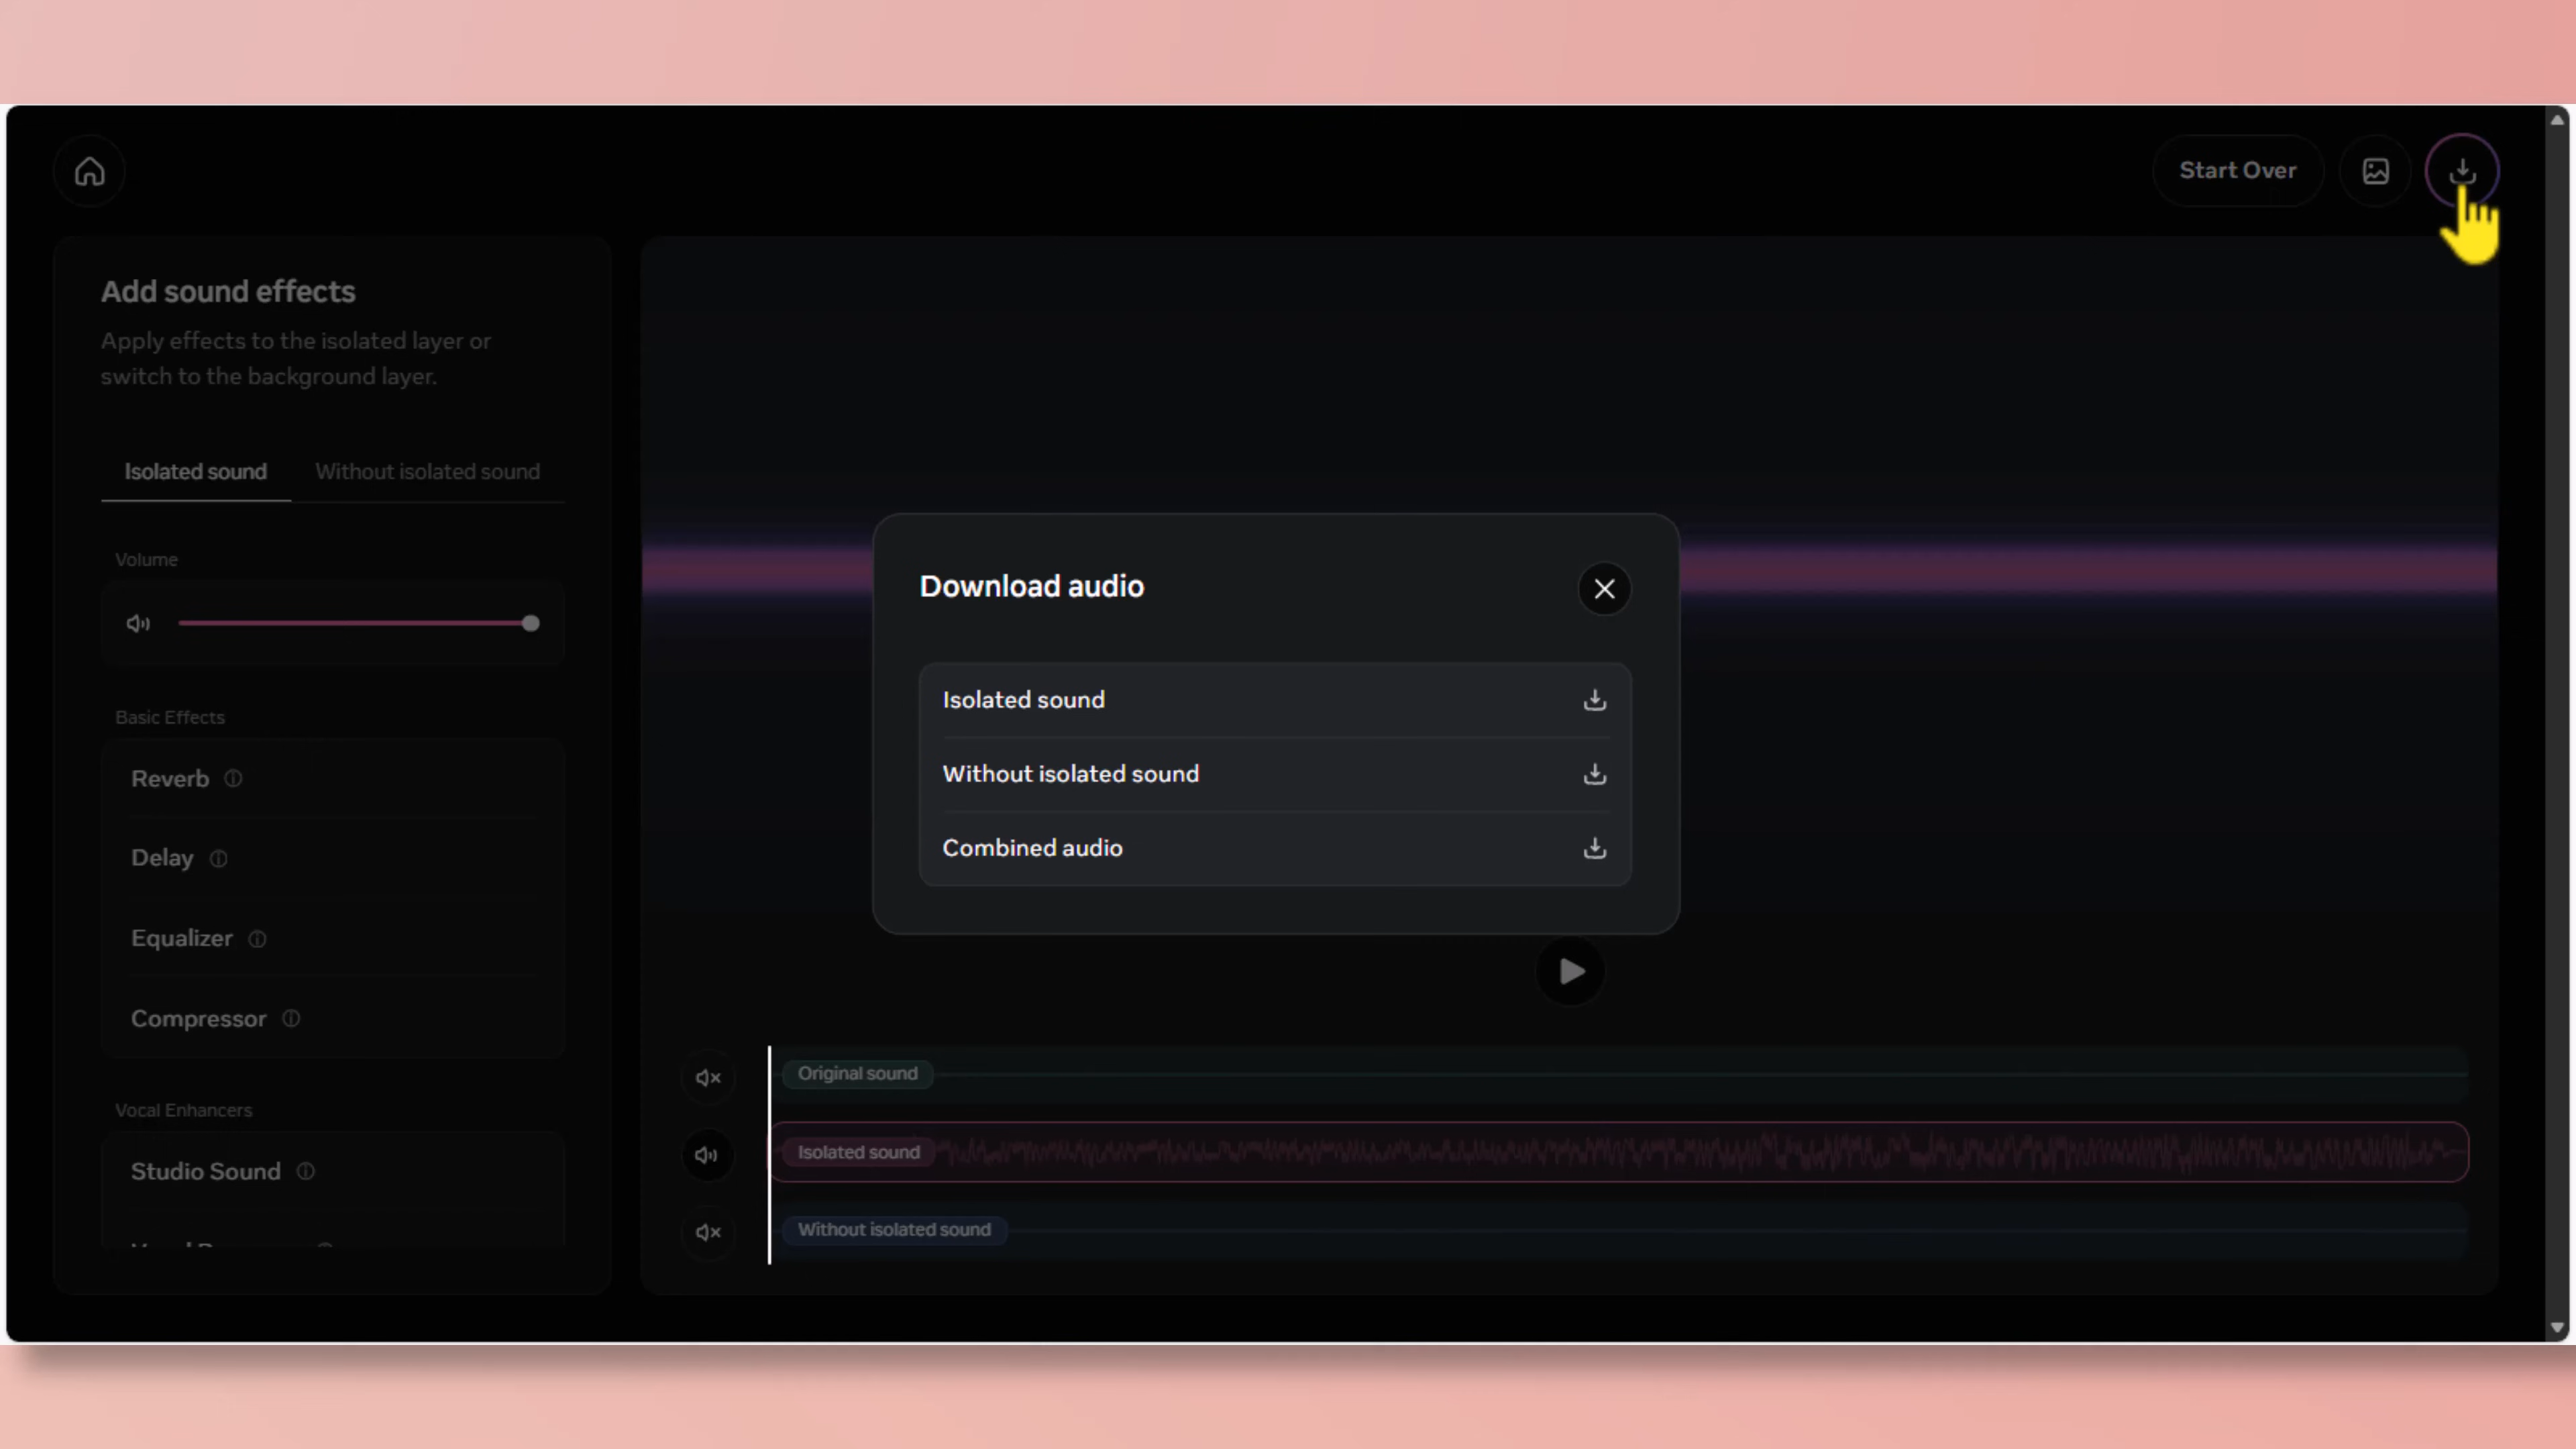 Start Over
Add sound effects
Apply effects to the isolated layer or
switch to the background layer.
Isolated sound
Without isolated sound
Volume
Basic Effects
Reverb
Delay
Equalizer
Compressor
Vocal Enhancers
Studio Sound
Download audio
Isolated sound
Without isolated sound
Combined audio
Original sound
Isolated sound
Without isolated sound